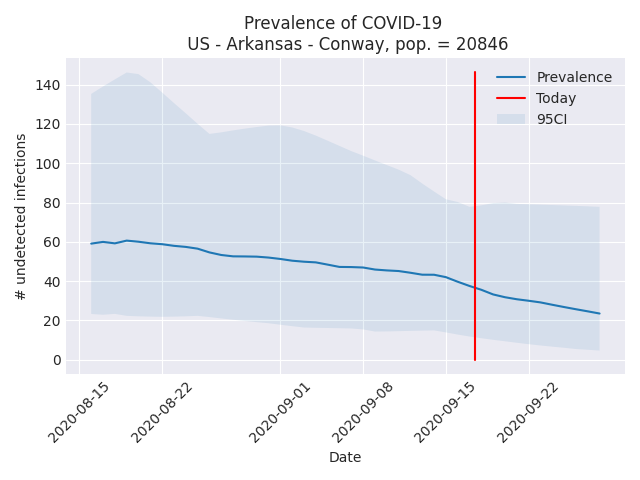 Prevalence of COVID-19
US - Arkansas - Conway, pop. = 20846
Prevalence
Today
95CI
# undetected infections
140
120
100
80
60
40
20
0
2020-08-15
2020-08-22
2020-09-01
2020-09-08
2020-09-15
2020-09-22
Date